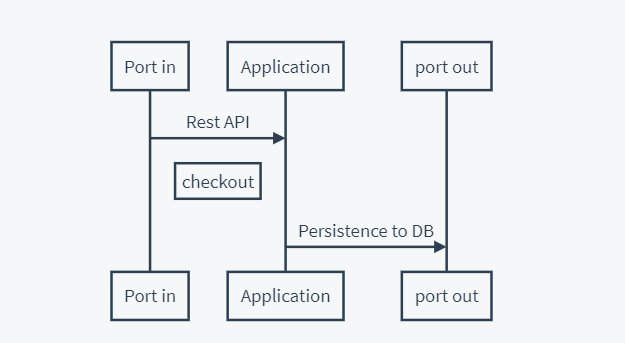 Port in
Application
port out
Rest API
checkout
Persistence to DB
Port in
Application
port out